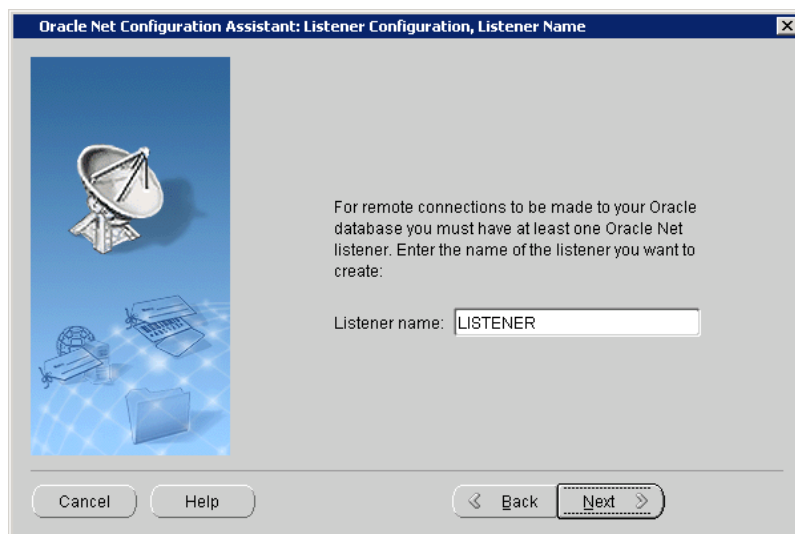 Oracle Net Configuration Assistant: Listener Configuration, Listener Name
For remote connections to be made to your Oracle
database you must have at least one Oracle Net
listener. Enter the name of the listener you want to
create:
Listener name: LISTENER
Cancel Help Back Next